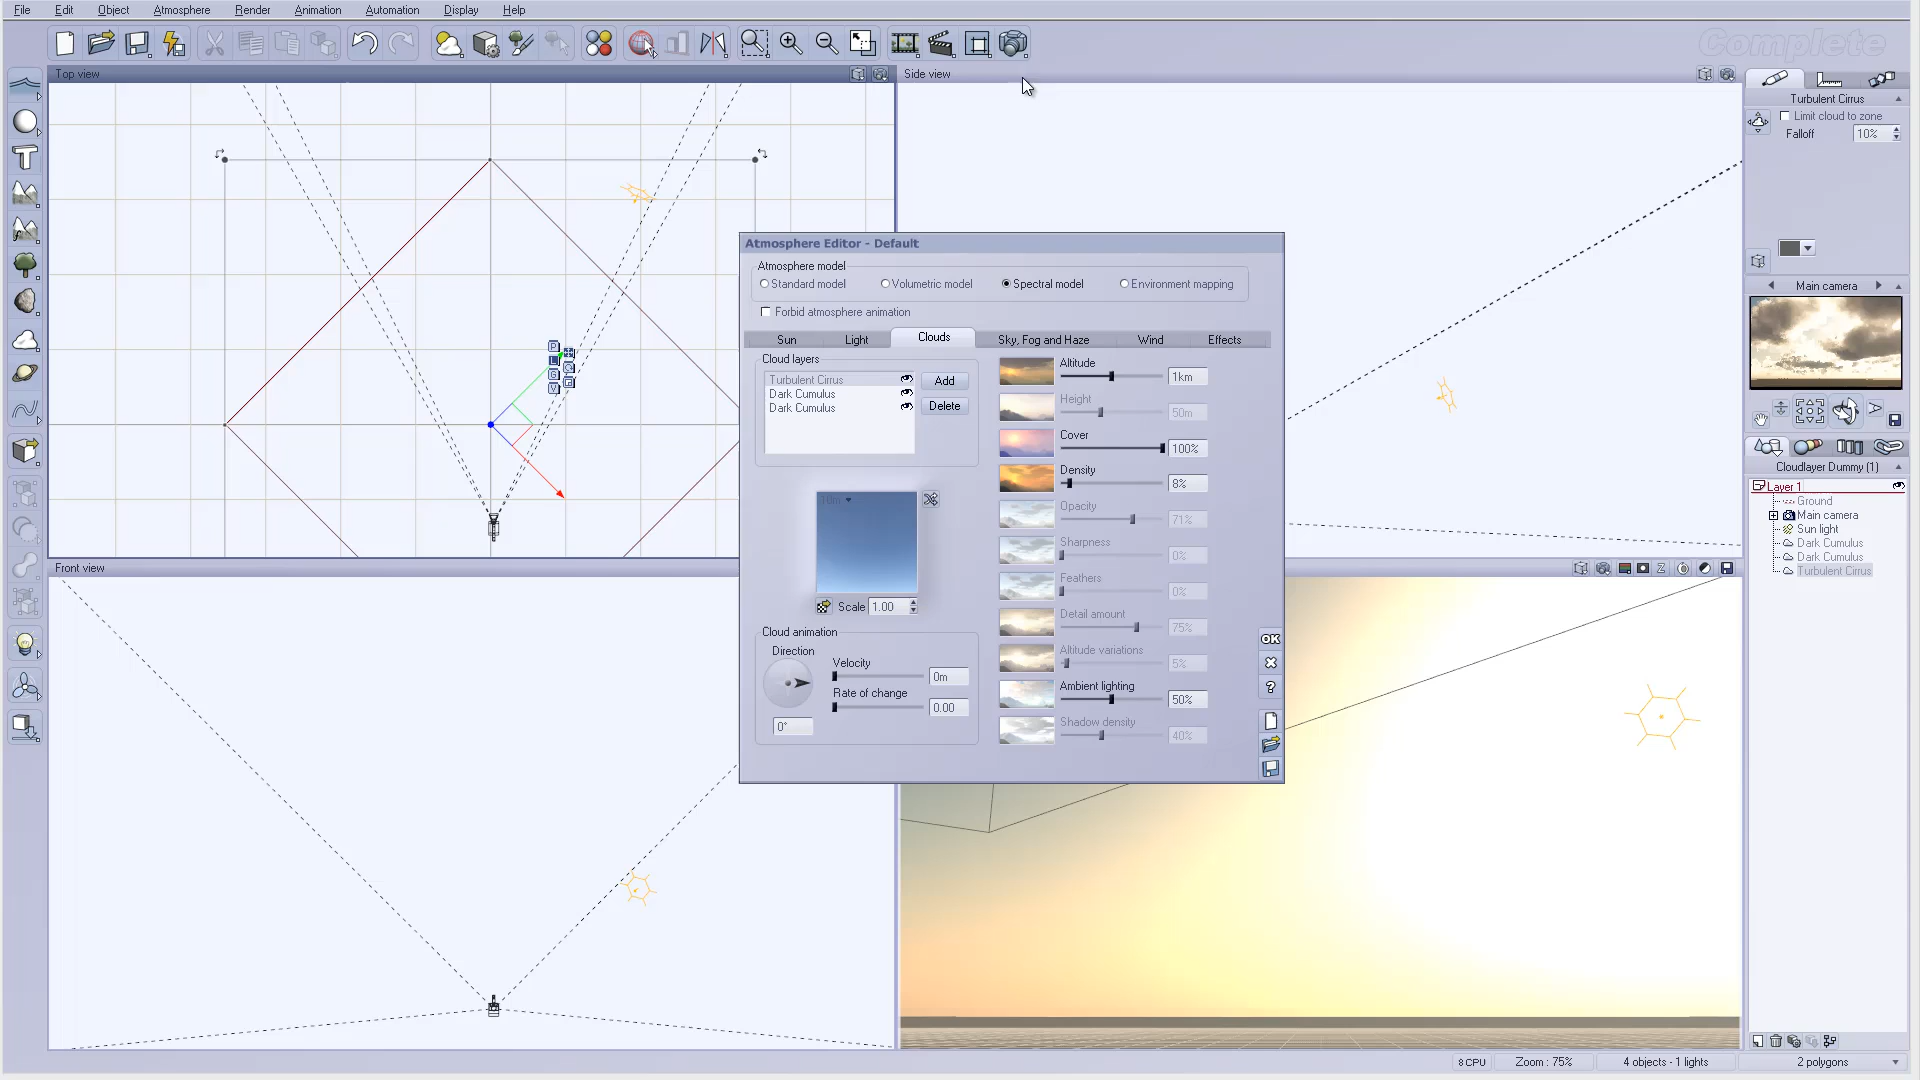 File Edit Object Atmosphere Render Animation Automation Display Help
Complete
Top view
Side view
Turbulent Cirrus
Limit cloud to zone
Falloff 10%
Main camera
Atmosphere Editor - Default
Atmosphere model
Standard model Volumetric model Spectral model Environment mapping
Forbid atmosphere animation
Sun Light Clouds Sky, Fog and Haze Wind Effects
Cloud layers
Turbulent Cirrus
Dark Cumulus
Dark Cumulus
Add
Delete
Scale 1.00
Cloud animation
Direction
0°
Velocity
0m
Rate of change
0.00
Altitude
1km
Height
50m
Cover
100%
Density
8%
Opacity
71%
Sharpness
0%
Feathers
0%
Detail amount
75%
Altitude variations
5%
Ambient lighting
50%
Shadow density
40%
OK
?
Cloudlayer Dummy (1)
Layer 1
Ground
Main camera
Sun light
Dark Cumulus
Dark Cumulus
Turbulent Cirrus
Front view
8 CPU Zoom : 75% 4 objects - 1 lights 2 polygons